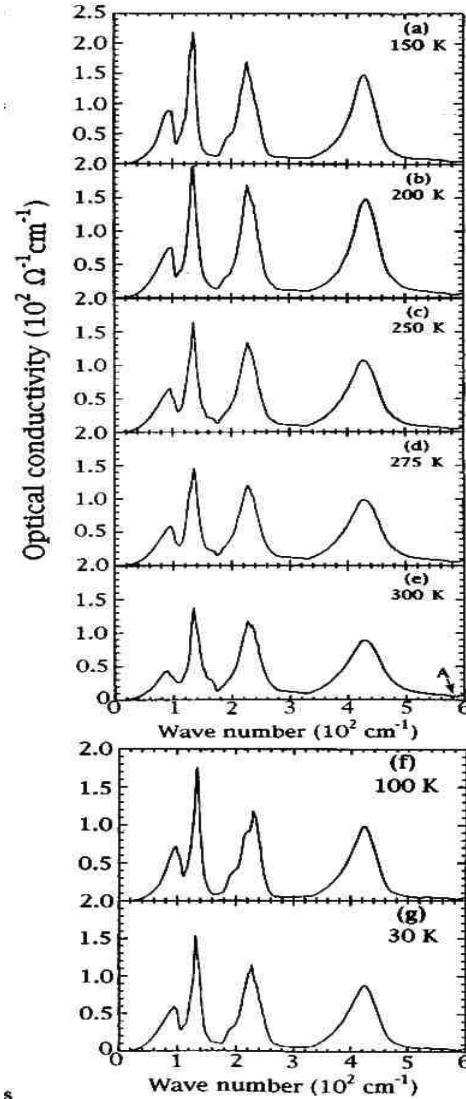 Optical conductivity (10² Ω⁻¹cm⁻¹)
2.5
(a)
150 K
2.0
1.5
1.0
0.5
2.0
(b)
200 K
1.5
1.0
0.5
2.0
(c)
250 K
1.5
1.0
0.5
2.0
(d)
275 K
1.5
1.0
0.5
2.0
(e)
300 K
1.5
1.0
0.5
A
0
0 1 2 3 4 5 6
Wave number (10² cm⁻¹)
2.0
(f)
100 K
1.5
1.0
0.5
2.0
(g)
30 K
1.5
1.0
0.5
0
0 1 2 3 4 5 6
Wave number (10² cm⁻¹)
s